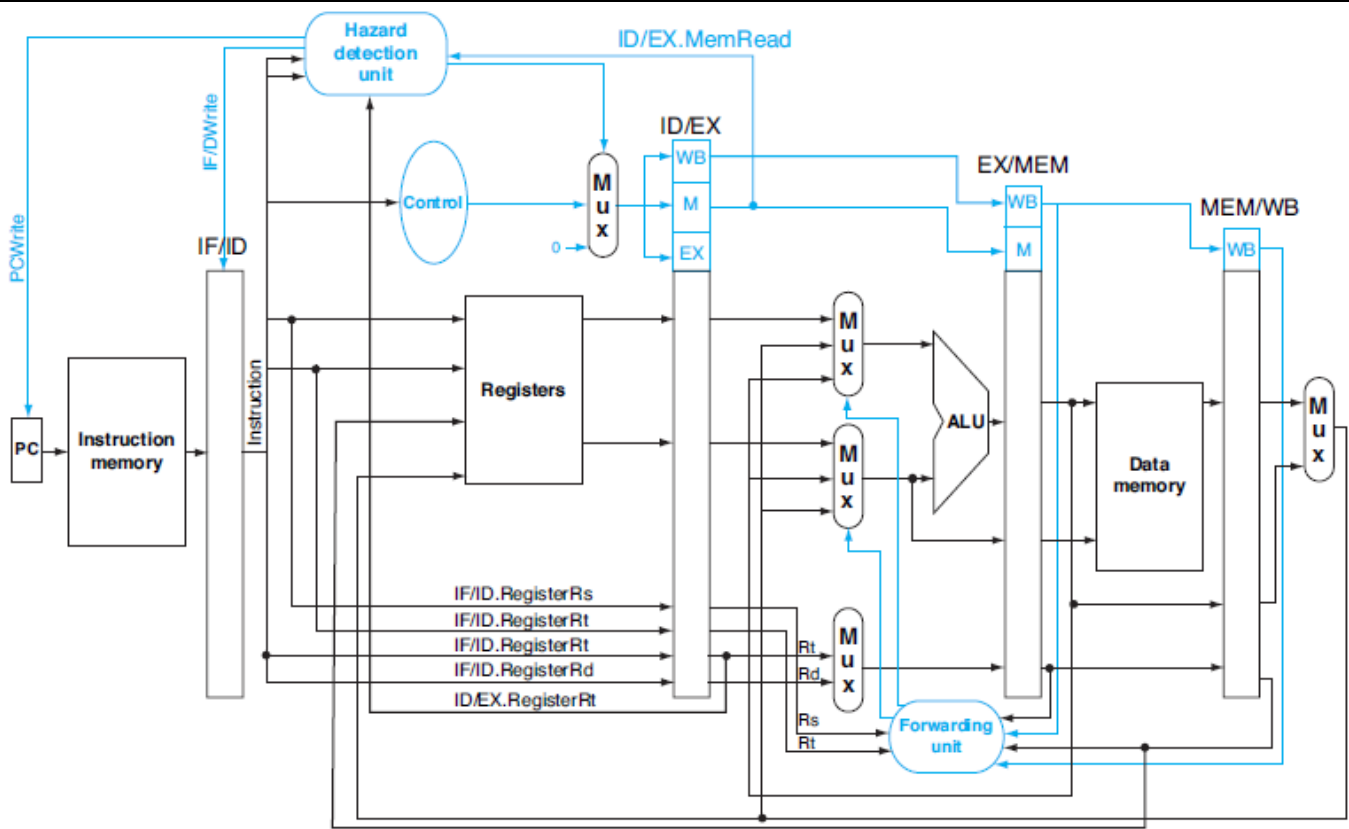 Hazard
detection
unit
ID/EX.MemRead
PCWrite
IF/DWrite
Control
0
M
u
x
ID/EX
WB
M
EX
EX/MEM
WB
M
MEM/WB
WB
IF/ID
PC
Instruction
memory
Instruction
Registers
M
u
x
M
u
x
ALU
Data
memory
M
u
x
IF/ID.RegisterRs
IF/ID.RegisterRt
IF/ID.RegisterRt
IF/ID.RegisterRd
ID/EX.RegisterRt
Rt
Rd
M
u
x
Rs
Rt
Forwarding
unit